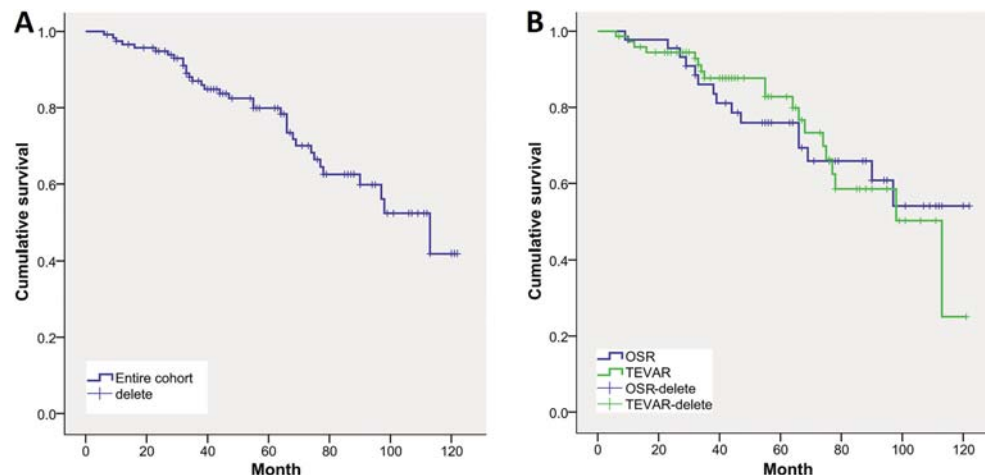 A
Cumulative survival
1.0
0.8
0.6
0.4
0.2
0.0
Entire cohort
delete
0 20 40 60 80 100 120
Month
B
Cumulative survival
1.0
0.8
0.6
0.4
0.2
0.0
OSR
TEVAR
OSR-delete
TEVAR-delete
0 20 40 60 80 100 120
Month